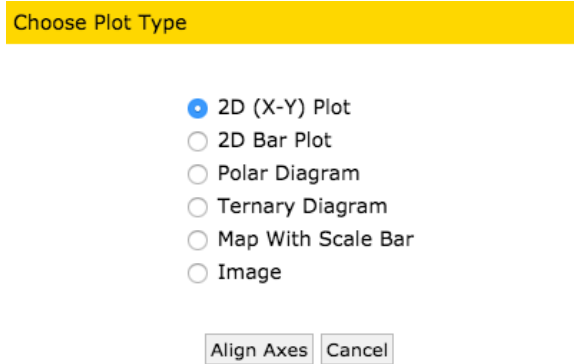 Choose Plot Type
2D (X-Y) Plot
2D Bar Plot
Polar Diagram
Ternary Diagram
Map With Scale Bar
Image
Align Axes Cancel